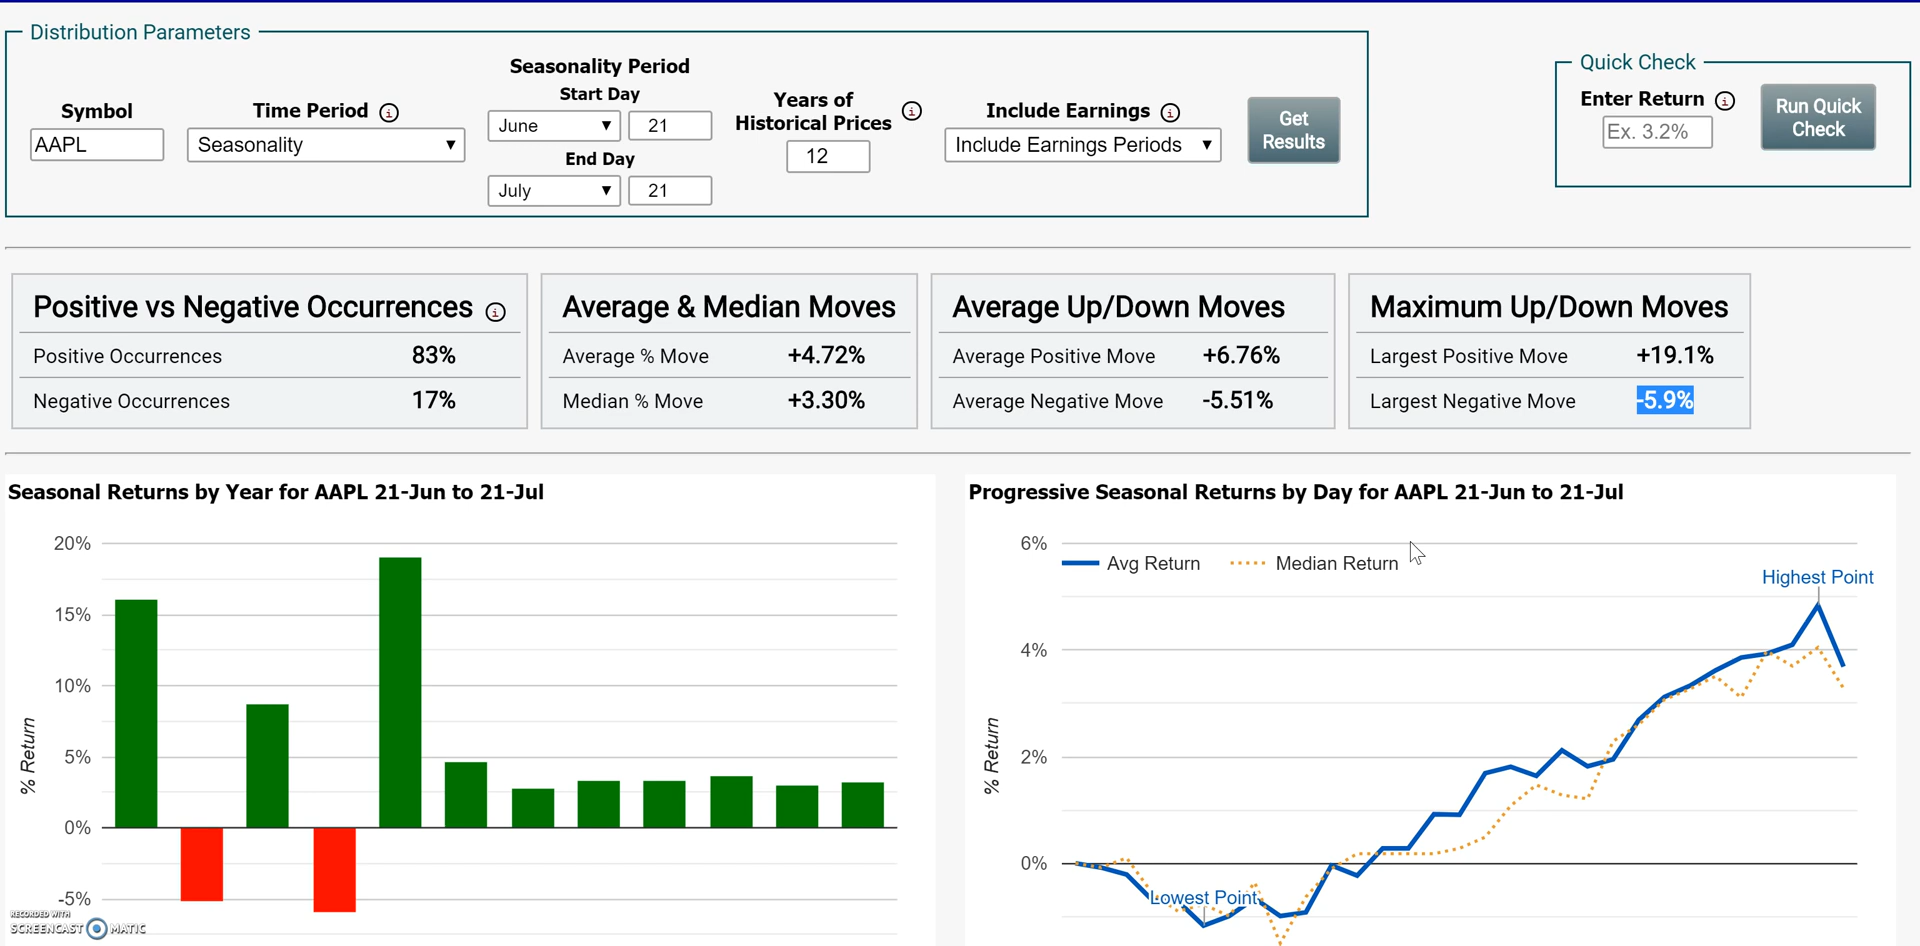 Distribution Parameters
Symbol
AAPL
Time Period
Seasonality
Seasonality Period
Start Day
June 21
End Day
July 21
Years of
Historical Prices
12
Include Earnings
Include Earnings Periods
Get
Results
Quick Check
Enter Return
Ex. 3.2%
Run Quick
Check
Positive vs Negative Occurrences
Positive Occurrences 83%
Negative Occurrences 17%
Average & Median Moves
Average % Move +4.72%
Median % Move +3.30%
Average Up/Down Moves
Average Positive Move +6.76%
Average Negative Move -5.51%
Maximum Up/Down Moves
Largest Positive Move +19.1%
Largest Negative Move -5.9%
Seasonal Returns by Year for AAPL 21-Jun to 21-Jul
20%
15%
10%
5%
0%
-5%
% Return
RECORDED WITH
SCREENCAST MATIC
Progressive Seasonal Returns by Day for AAPL 21-Jun to 21-Jul
6%
4%
2%
0%
% Return
Avg Return
Median Return
Highest Point
Lowest Point